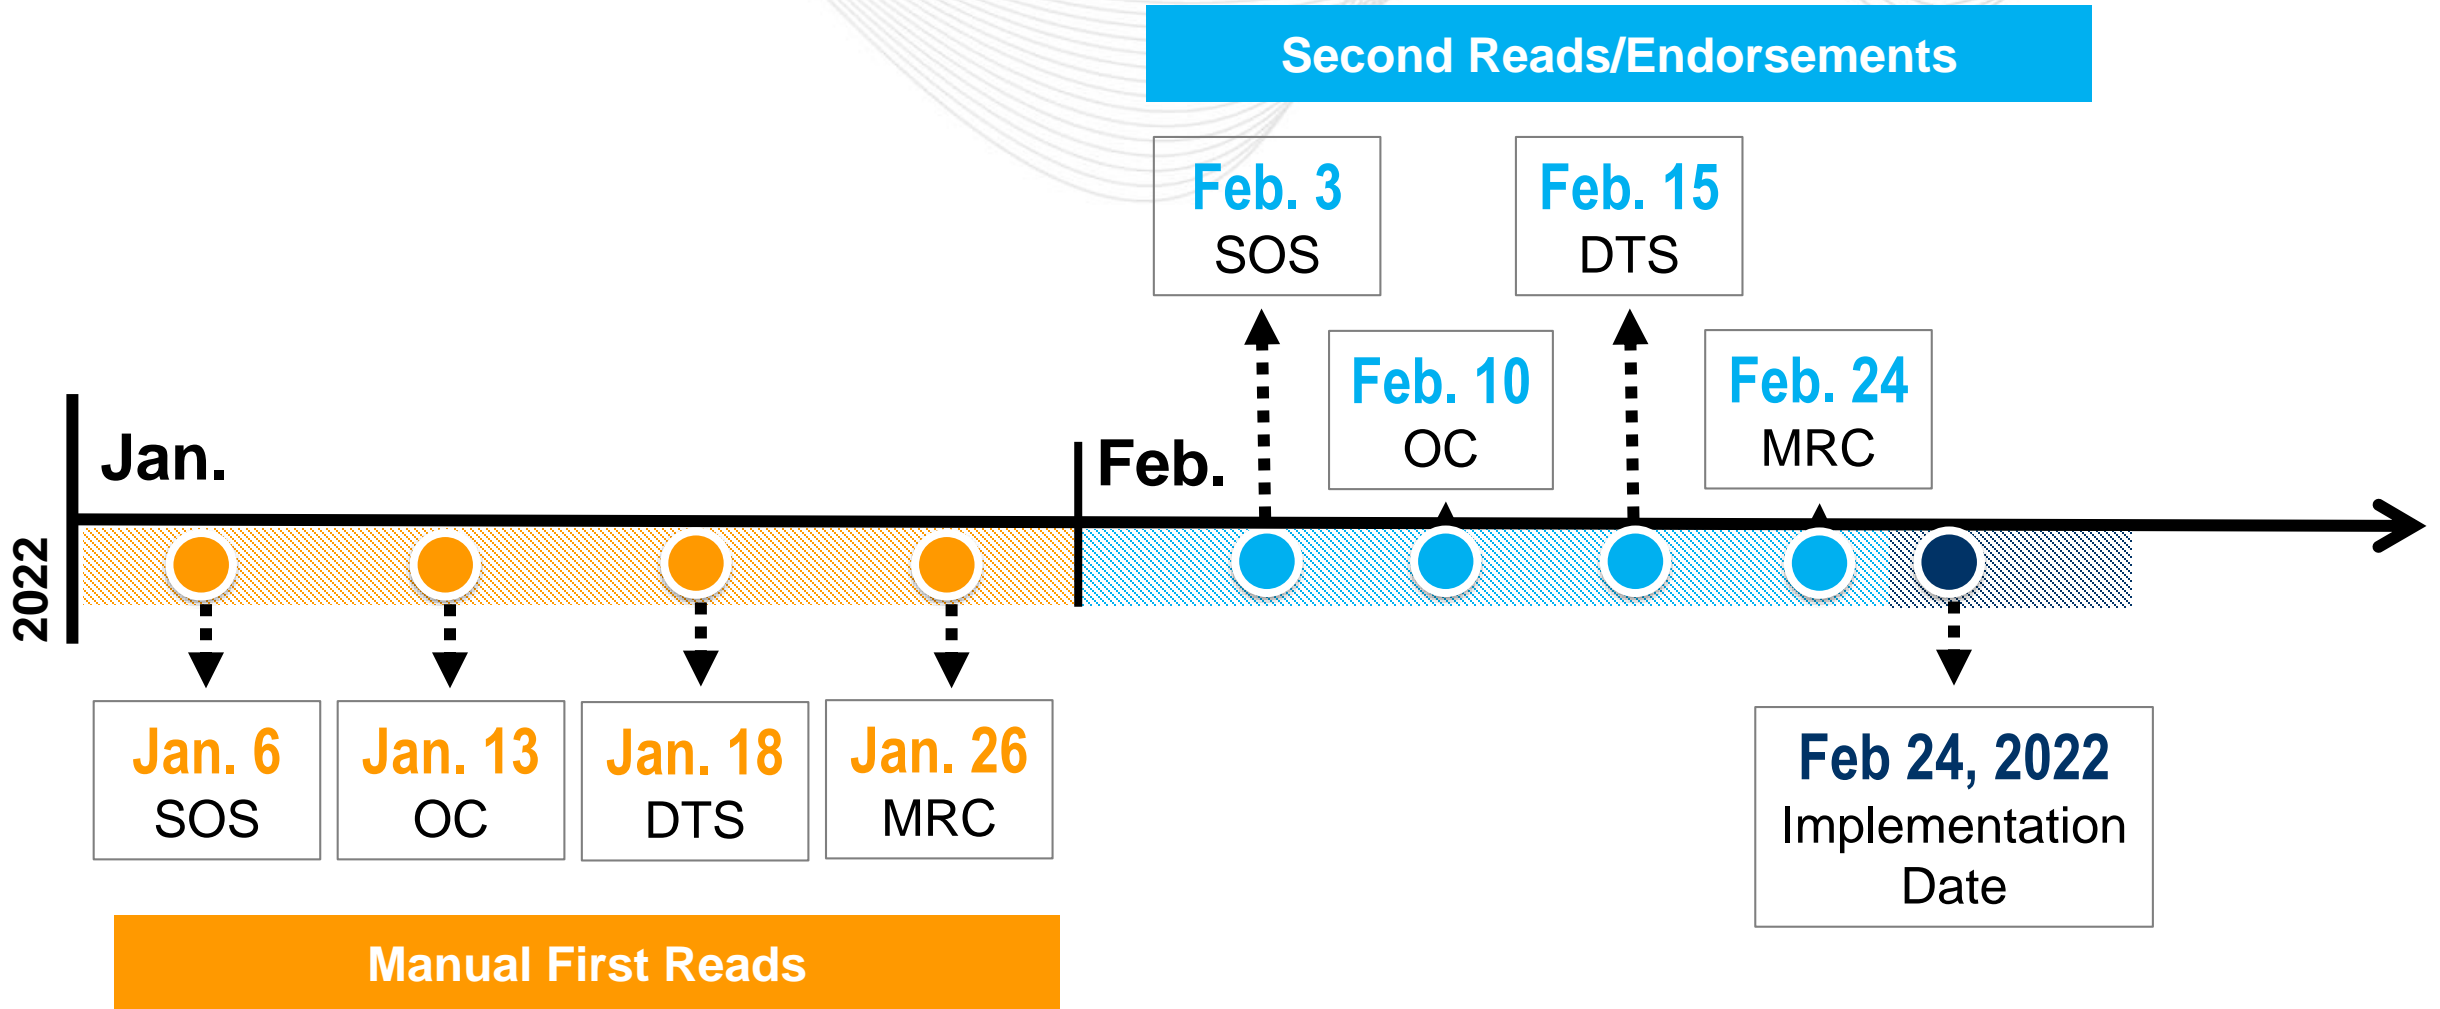 Second Reads/Endorsements
Feb. 3
SOS
Feb. 15
DTS
Feb. 10
OC
Feb. 24
MRC
Jan.
Feb.
2022
Jan. 6
SOS
Jan. 13
OC
Jan. 18
DTS
Jan. 26
MRC
Feb 24, 2022
Implementation
Date
Manual First Reads